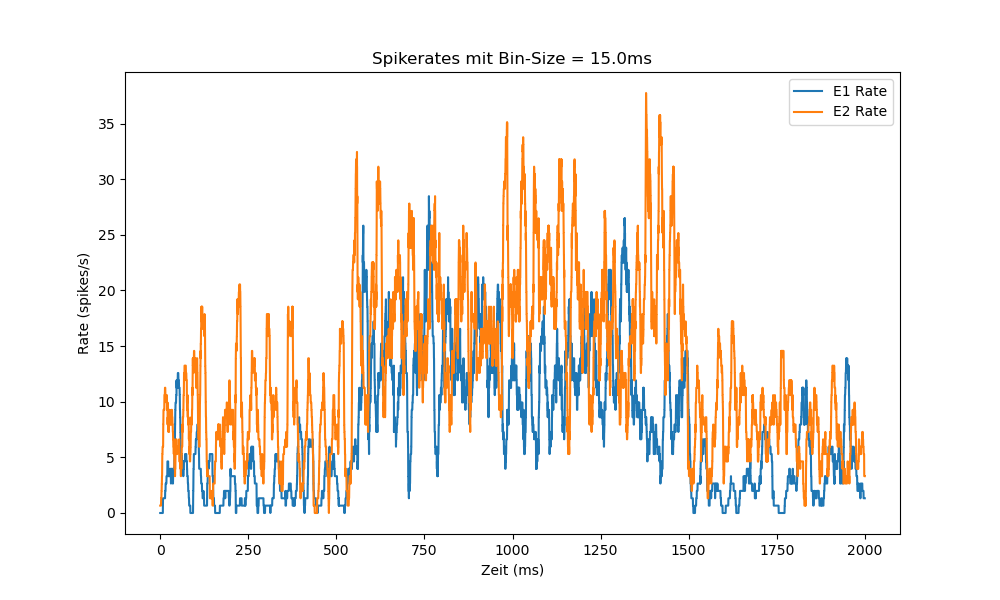 Spikerates mit Bin-Size = 15.0ms
E1 Rate
E2 Rate
Rate (spikes/s)
35
30
25
20
15
10
5
0
0 250 500 750 1000 1250 1500 1750 2000
Zeit (ms)